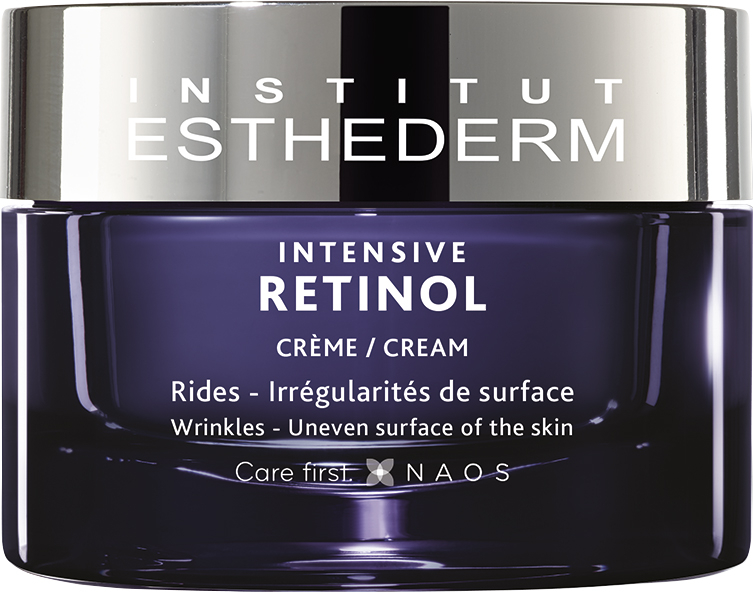 INSTITUT
ESTHEDERM
INTENSIVE
RETINOL
CRÈME / CREAM
Rides - Irrégularités de surface
Wrinkles - Uneven surface of the skin
Care first. NAOS